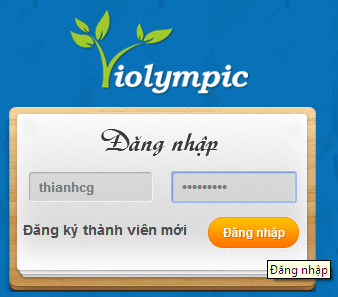 Violympic
Đăng nhập
thianhcg •••••••••
Đăng ký thành viên mới Đăng nhập
Đăng nhập